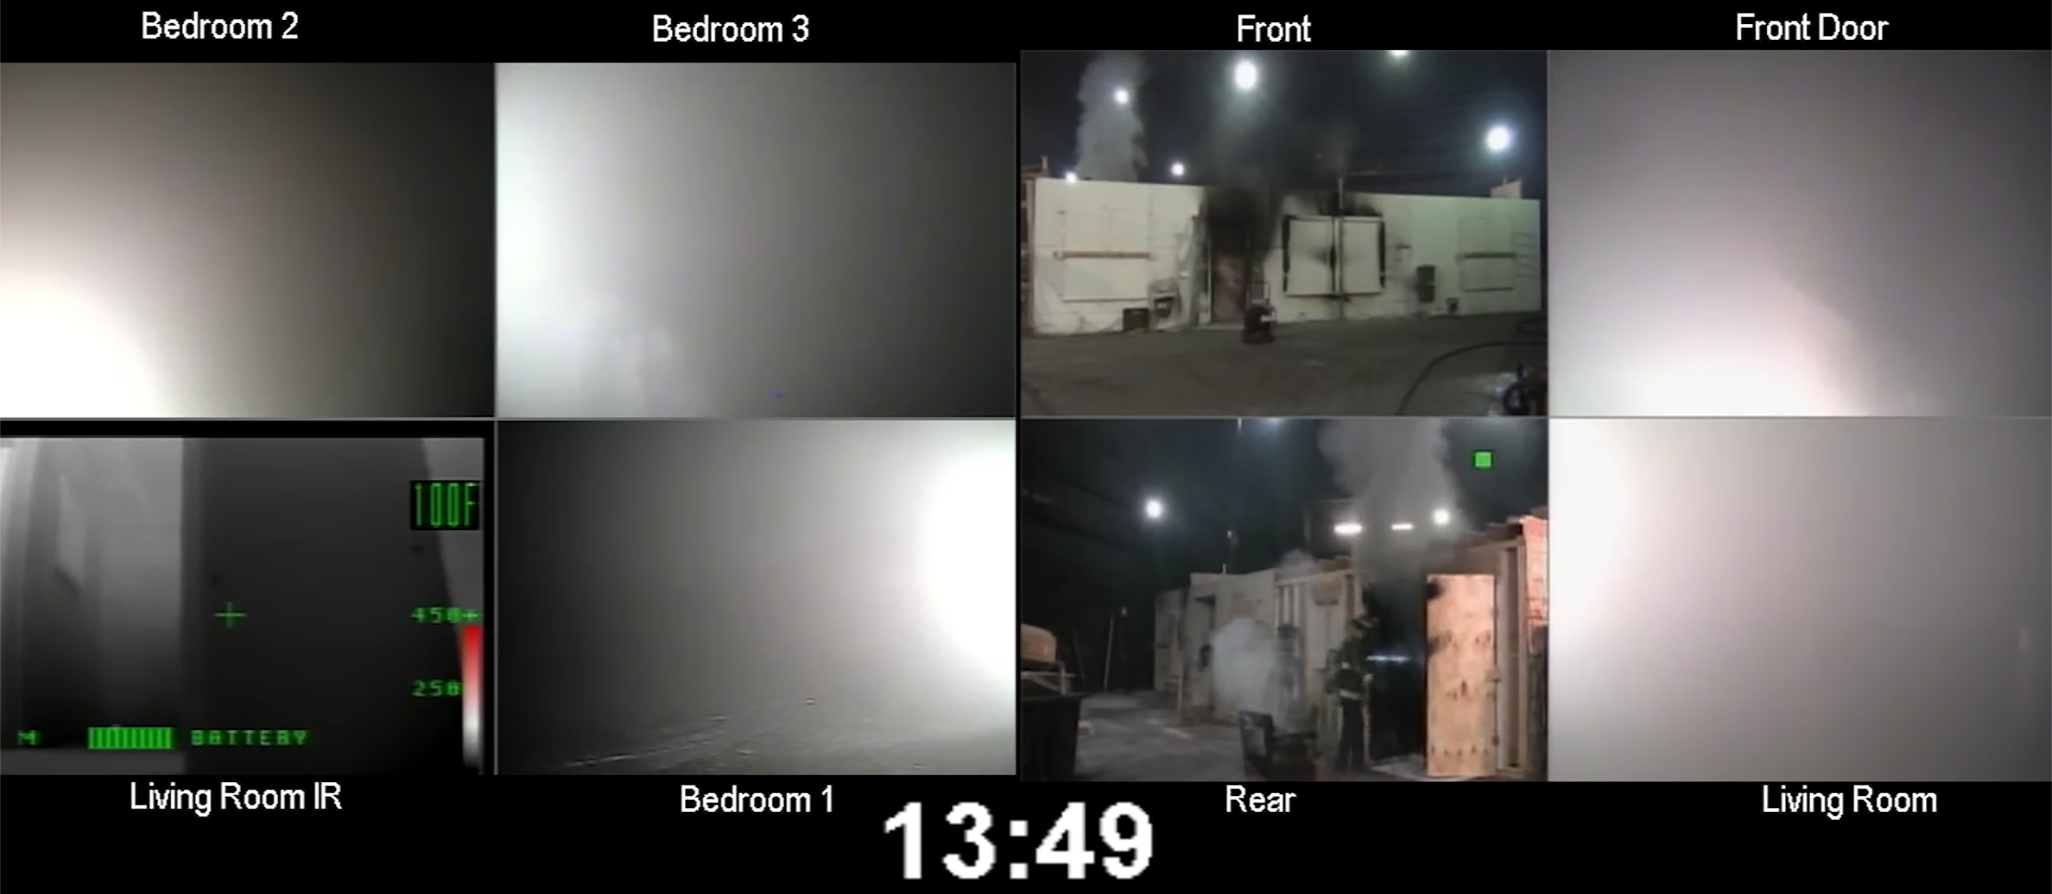 Bedroom 2
Bedroom 3
Front
Front Door
100F
450+
250
M BATTERY
Living Room IR
Bedroom 1
Rear
Living Room
13:49